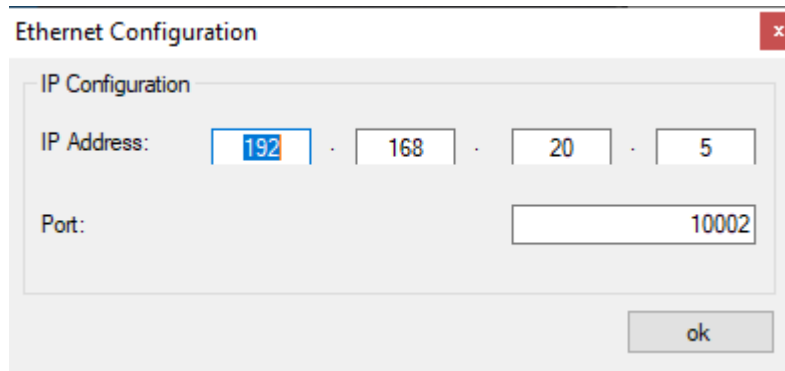 Ethernet Configuration x
IP Configuration
IP Address: 192 . 168 . 20 . 5
Port: 10002
ok